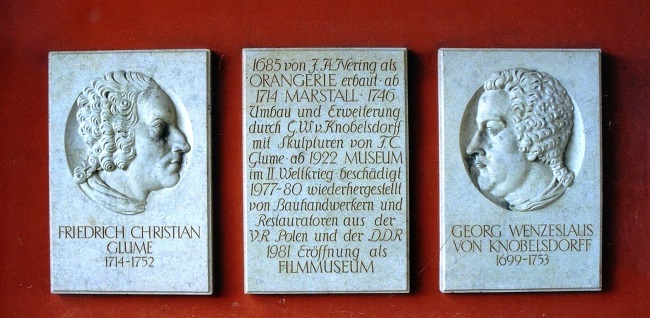 FRIEDRICH CHRISTIAN
GLUME
1714-1752
1685 von J. A. Nering als
ORANGERIE erbaut · ab
1714 MARSTALL · 1746
Umbau und Erweiterung
durch G. W. v. Knobelsdorff
mit Skulpturen von F. C.
Glume · ab 1922 MUSEUM
im II. Weltkrieg beschädigt
1977-80 wiederhergestellt
von Bauhandwerkern und
Restauratoren aus der
V.R. Polen und der D.D.R
1981 Eröffnung als
FILMMUSEUM
GEORG WENZESLAUS
VON KNOBELSDORFF
1699-1753